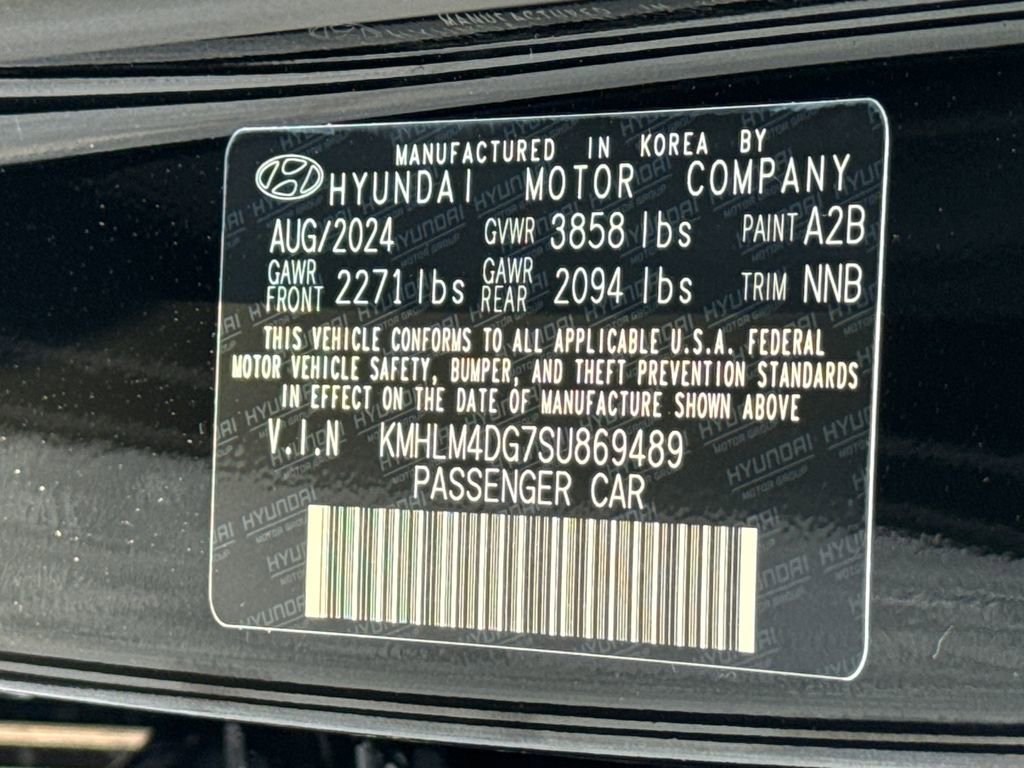 MANUFACTURED IN KOREA BY
HYUNDAI MOTOR COMPANY
AUG/2024 GVWR 3858 lbs PAINT A2B
GAWR FRONT 2271 lbs GAWR REAR 2094 lbs TRIM NNB
THIS VEHICLE CONFORMS TO ALL APPLICABLE U.S.A. FEDERAL
MOTOR VEHICLE SAFETY, BUMPER, AND THEFT PREVENTION STANDARDS
IN EFFECT ON THE DATE OF MANUFACTURE SHOWN ABOVE
V.I.N KMHLM4DG7SU869489
PASSENGER CAR